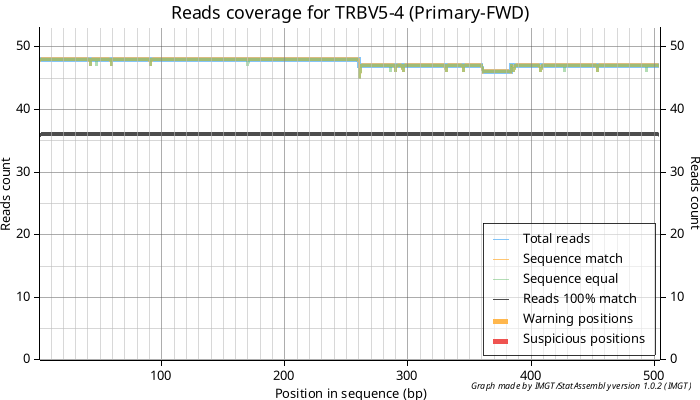 Reads coverage for TRBV5-4 (Primary-FWD)
50
50
40
40
30
30
20
20
10
10
0
0
Reads count
Reads count
Total reads
Sequence match
Sequence equal
Reads 100% match
Warning positions
Suspicious positions
100
200
300
400
500
Position in sequence (bp)
Graph made by IMGT/StatAssembly version 1.0.2 (IMGT)